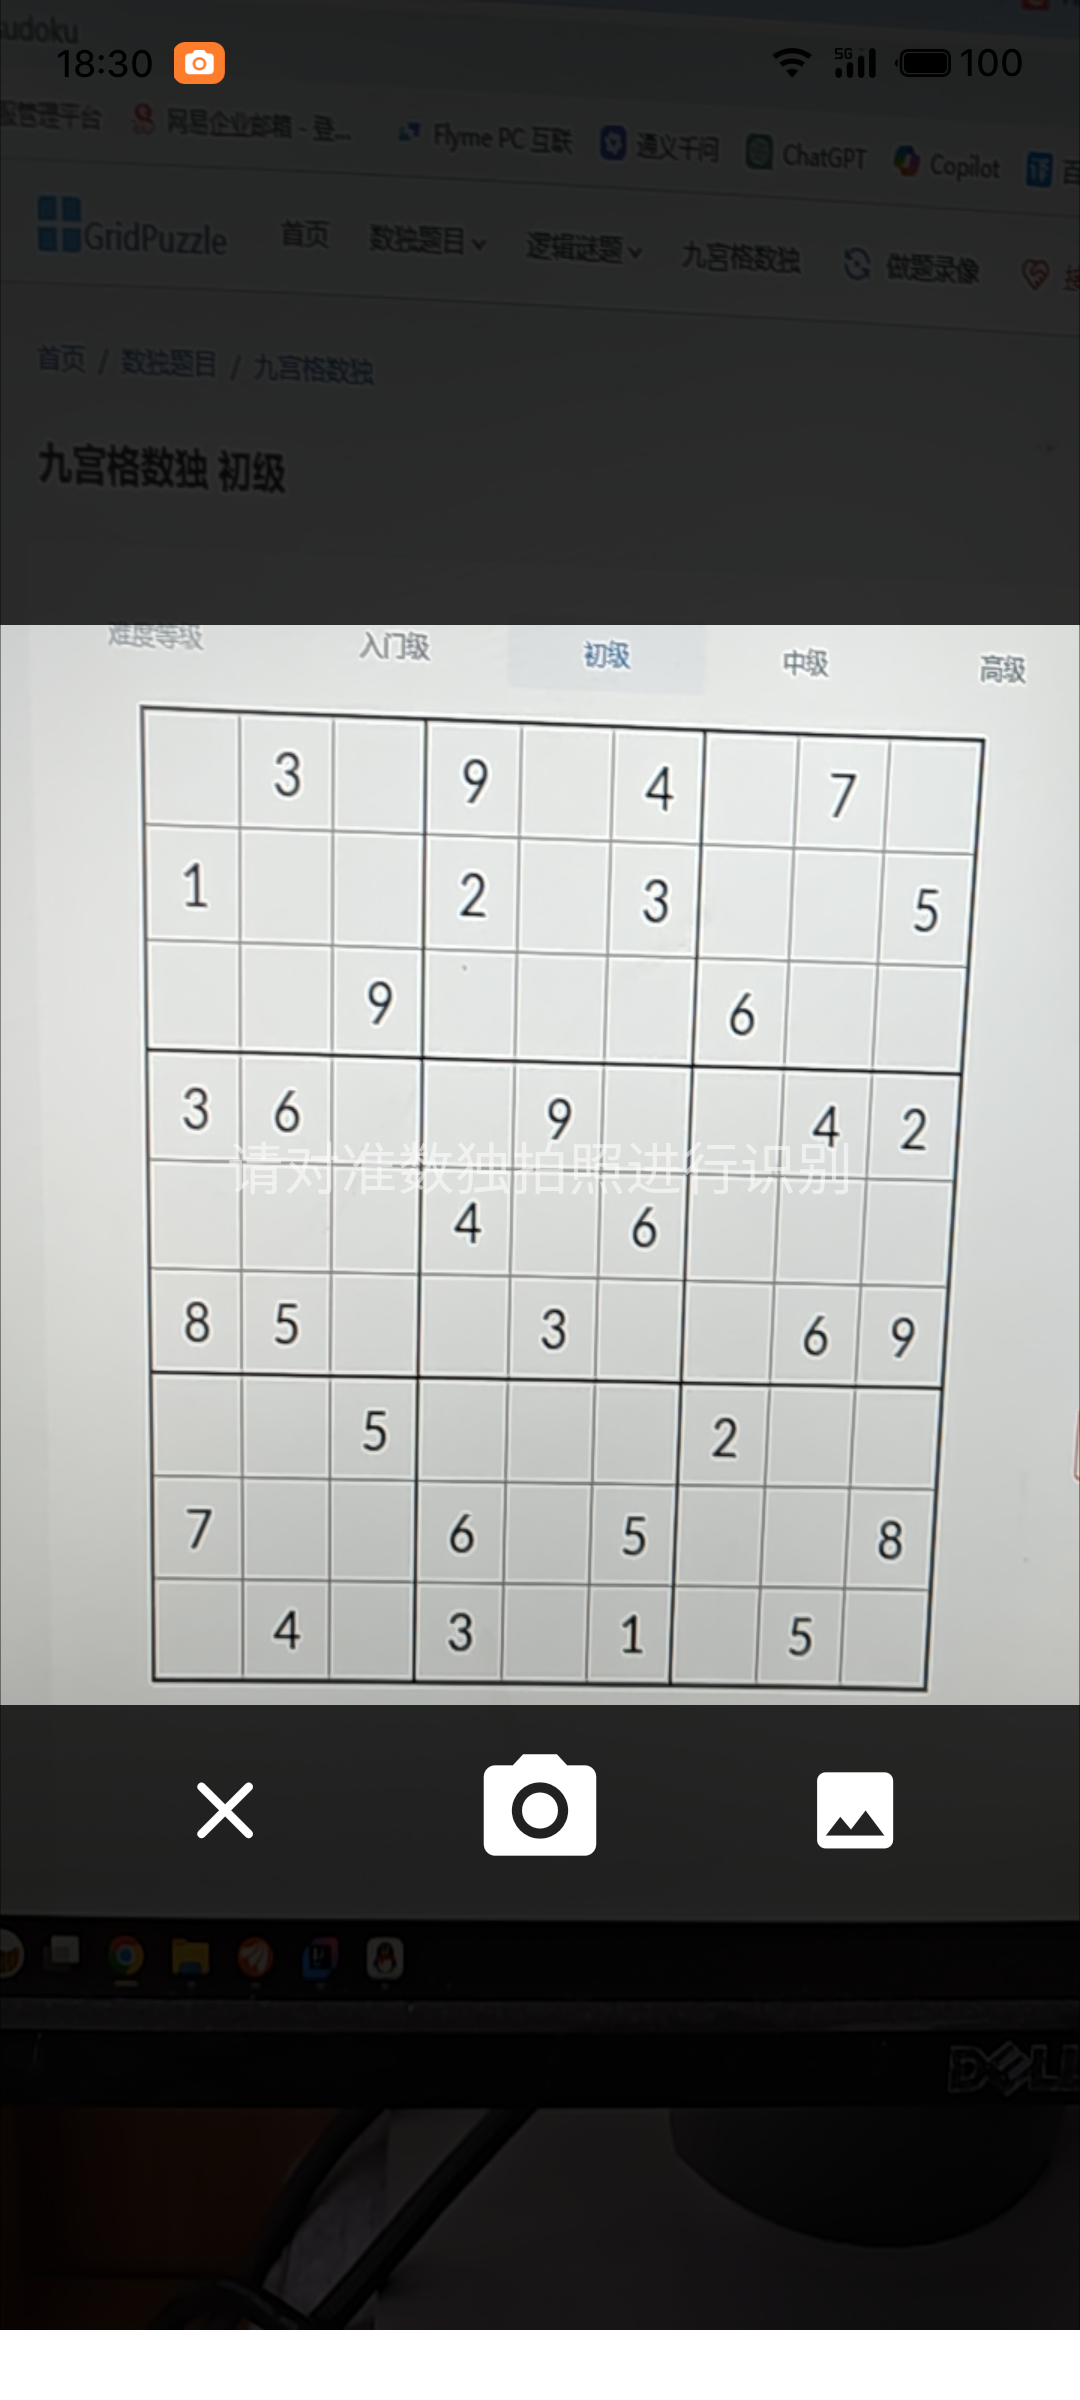 sudoku
18:30 5G 100
服管理平台 网易企业邮箱 - 登... Flyme PC 互联 通义千问 ChatGPT Copilot 译 百
GridPuzzle 首页 数独题目 逻辑谜题 九宫格数独 做题录像
首页 / 数独题目 / 九宫格数独
九宫格数独 初级
难度等级 入门级 初级 中级 高级
3 9 4 7
1 2 3 5
9 6
3 6 9 4 2
请对准数独拍照进行识别
4 6
8 5 3 6 9
5 2
7 6 5 8
4 3 1 5
DELL